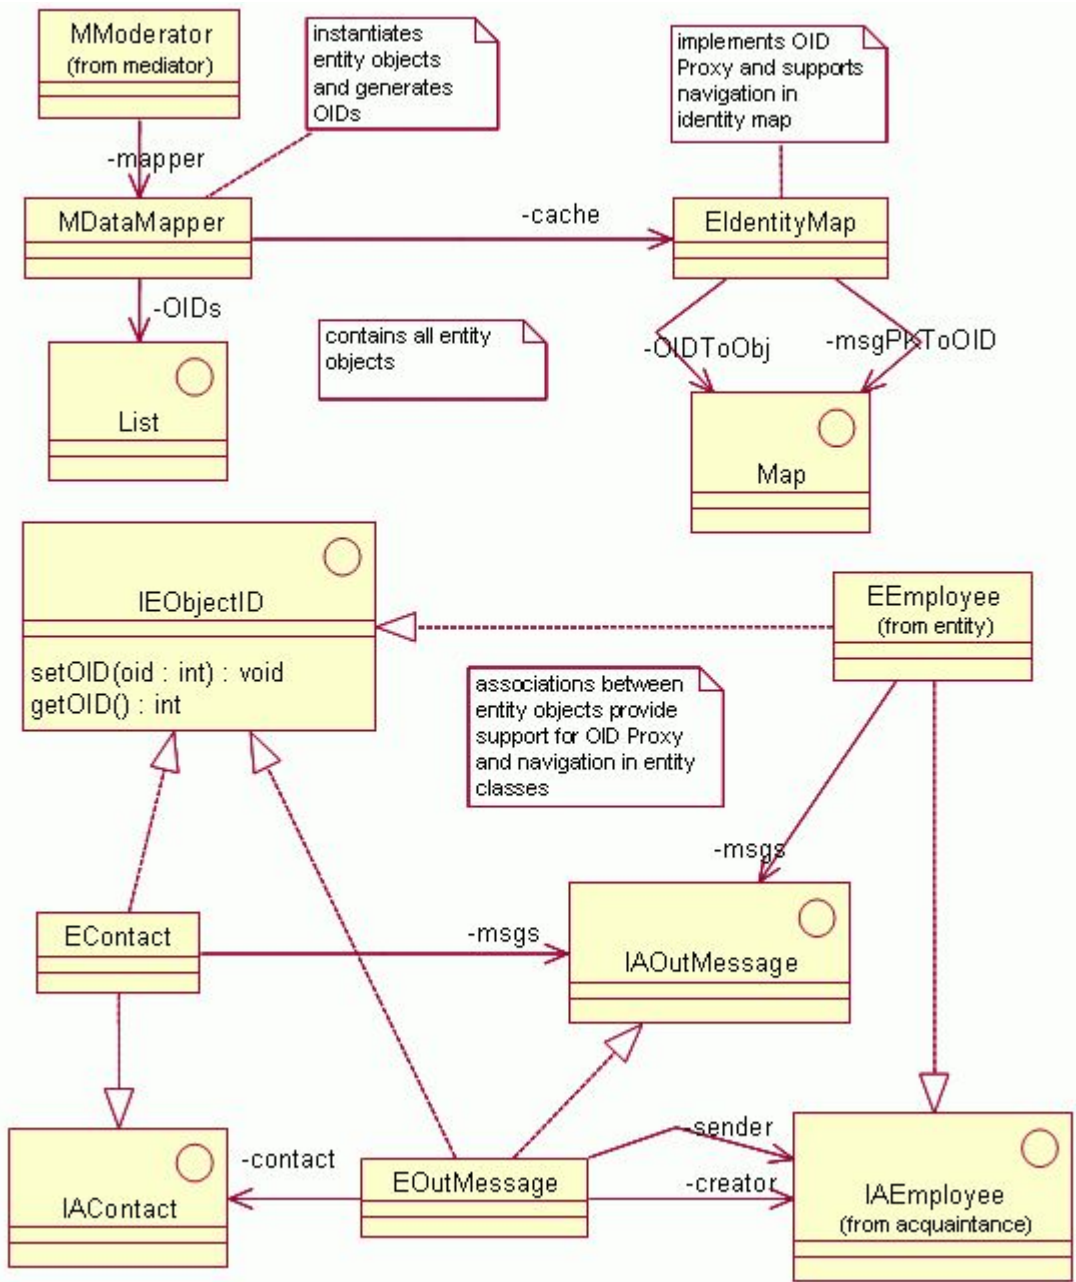 MModerator
(from mediator)
instantiates
entity objects
and generates
OIDs
implements OID
Proxy and supports
navigation in
identity map
-mapper
MDataMapper
-cache
EIdentityMap
-OIDs
contains all entity
objects
-OIDToObj
-msgPKToOID
List
Map
IEObjectID
setOID(oid : int) : void
getOID() : int
EEmployee
(from entity)
associations between
entity objects provide
support for OID Proxy
and navigation in entity
classes
-msgs
EContact
-msgs
IAOutMessage
-contact
-sender
EOutMessage
-creator
IAContact
IAEmployee
(from acquaintance)